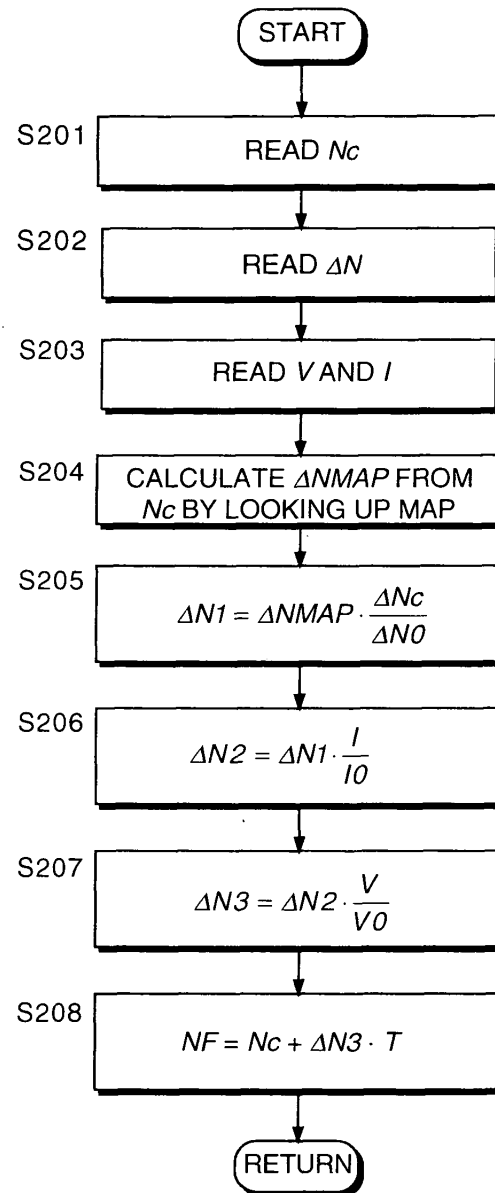 START
S201
READ Nc
S202
READ ΔN
S203
READ V AND I
S204
CALCULATE ΔNMAP FROM
Nc BY LOOKING UP MAP
S205
ΔN1 = ΔNMAP · ΔNc / ΔN0
S206
ΔN2 = ΔN1 · I / I0
S207
ΔN3 = ΔN2 · V / V0
S208
NF = Nc + ΔN3 · T
RETURN